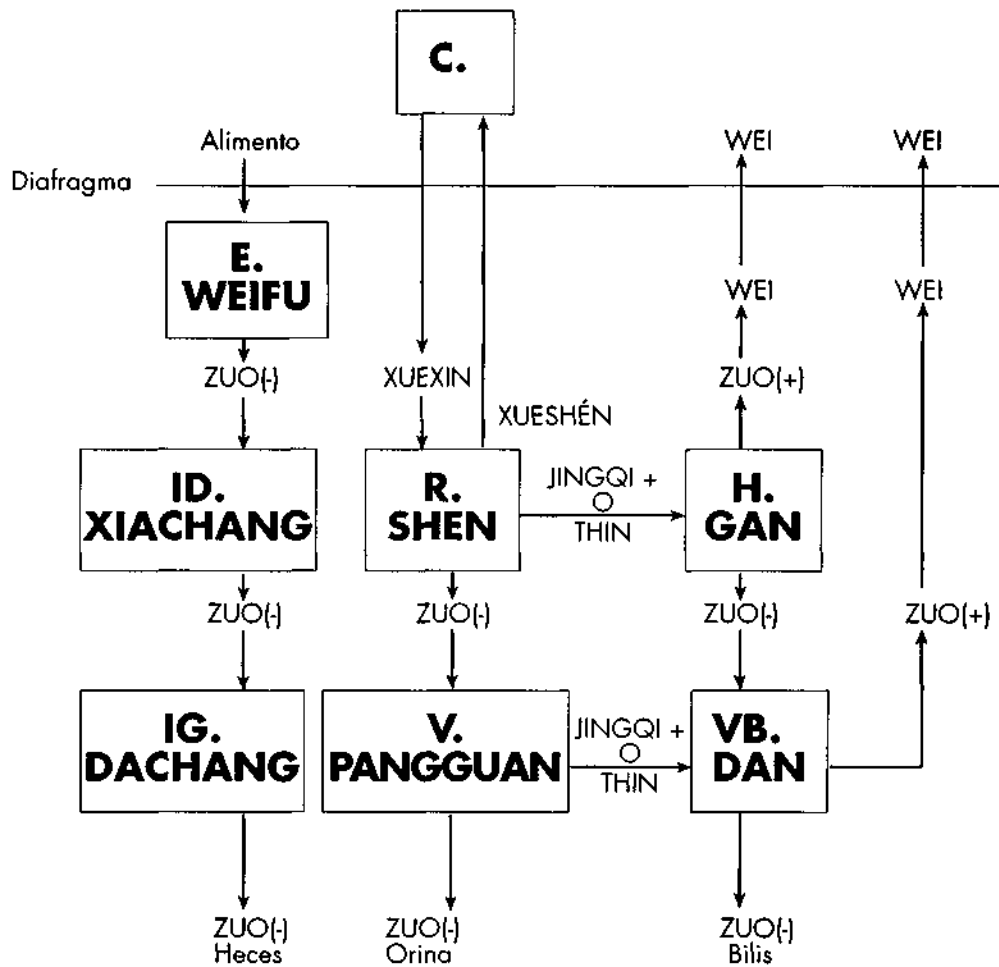 C.
Alimento
WEI
WEI
Diafragma
E.
WEIFU
WEI
WEI
ZUO(-)
XUEXIN
ZUO(+)
XUESHÉN
ID.
XIACHANG
R.
SHEN
JINGQI +
O
THIN
H.
GAN
ZUO(-)
ZUO(-)
ZUO(-)
ZUO(+)
IG.
DACHANG
V.
PANGGUAN
JINGQI +
O
THIN
VB.
DAN
ZUO(-)
Heces
ZUO(-)
Orina
ZUO(-)
Bilis